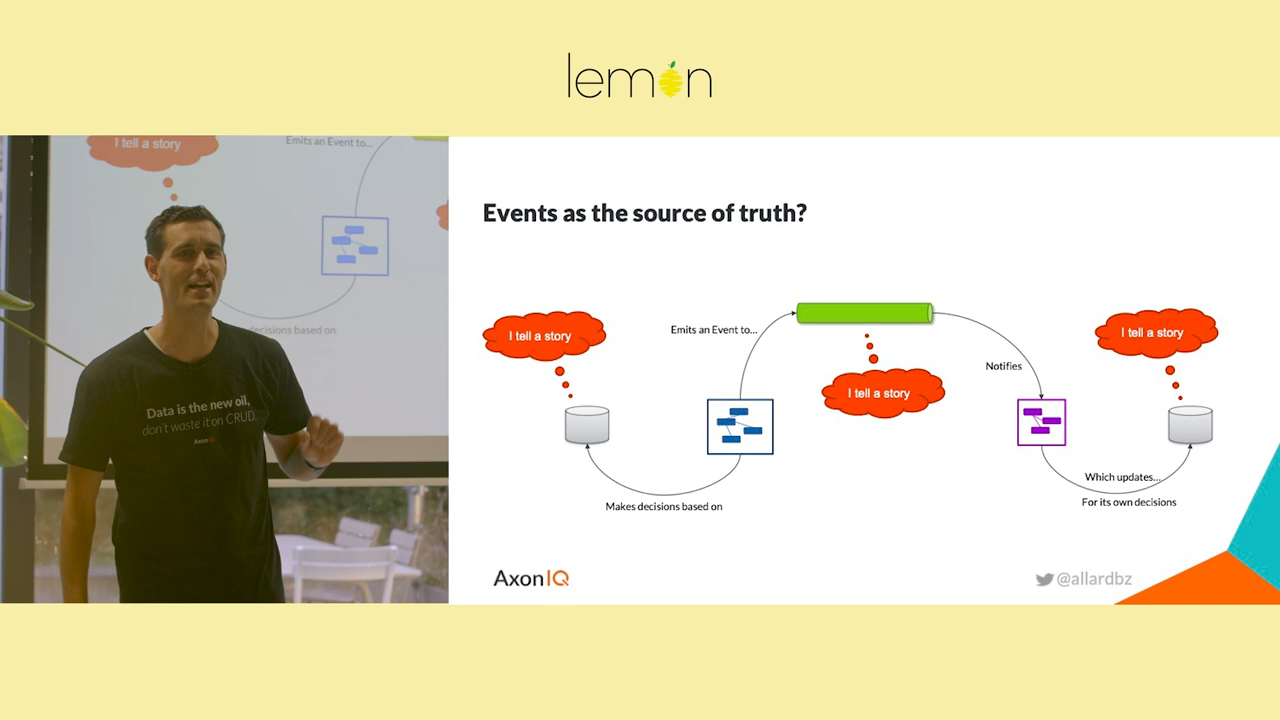 lemon
I tell a story
Emits an Event to...
decisions based on
Data is the new oil,
don't waste it on CRUD.
AxonIQ
Events as the source of truth?
I tell a story
Emits an Event to...
I tell a story
Notifies
I tell a story
Makes decisions based on
Which updates...
For its own decisions
AxonIQ
@allardbz